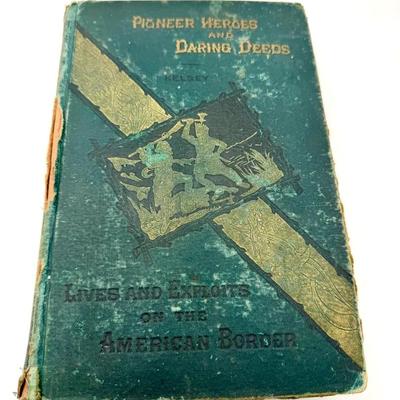 Pioneer Heroes
and
Daring Deeds.
Kelsey
Lives and Exploits
on the
American Border